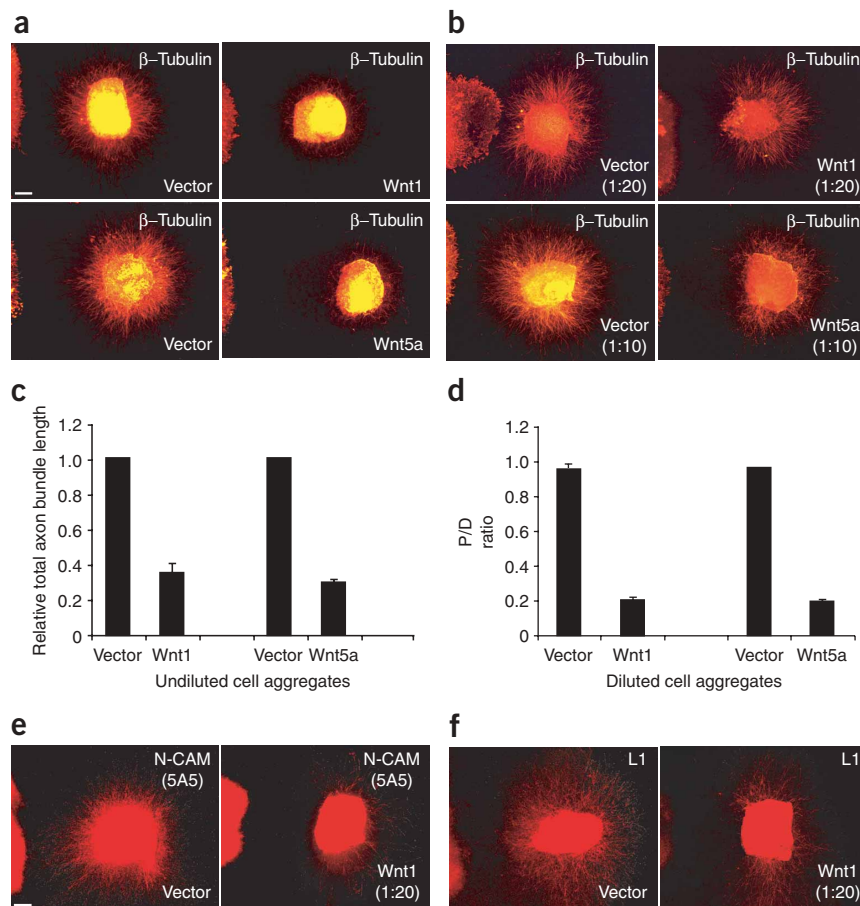 a
β–Tubulin
Vector
β–Tubulin
Wnt1
β–Tubulin
Vector
β–Tubulin
Wnt5a
b
β–Tubulin
Vector
(1:20)
β–Tubulin
Wnt1
(1:20)
β–Tubulin
Vector
(1:10)
β–Tubulin
Wnt5a
(1:10)
c
Relative total axon bundle length
1.2
1.0
0.8
0.6
0.4
0.2
0
Vector Wnt1 Vector Wnt5a
Undiluted cell aggregates
d
P/D
ratio
1.2
1.0
0.8
0.6
0.4
0.2
0
Vector Wnt1 Vector Wnt5a
Diluted cell aggregates
e
N-CAM
(5A5)
Vector
N-CAM
(5A5)
Wnt1
(1:20)
f
L1
Vector
L1
Wnt1
(1:20)